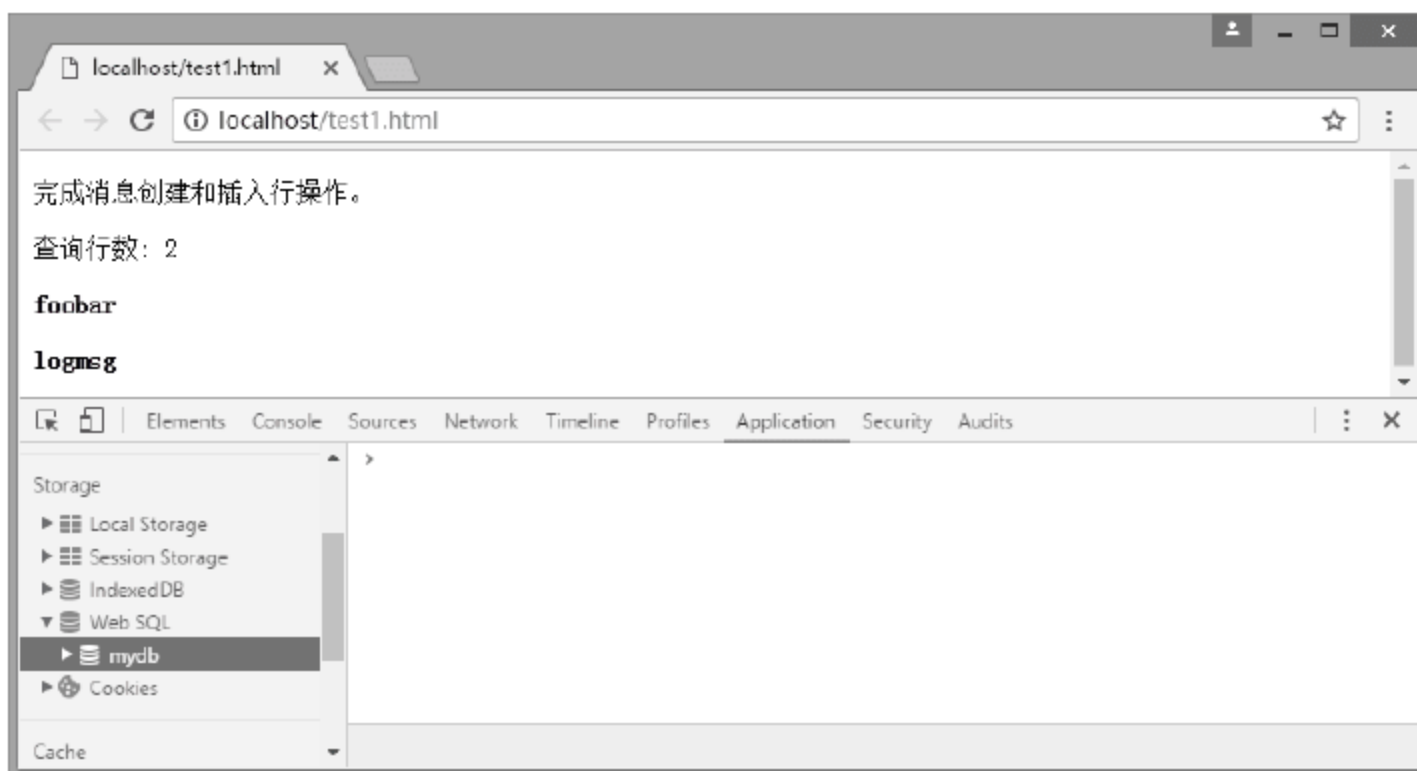 localhost/test1.html
localhost/test1.html
完成消息创建和插入行操作。
查询行数: 2
foobar
logmsg
Elements Console Sources Network Timeline Profiles Application Security Audits
Storage
Local Storage
Session Storage
IndexedDB
Web SQL
mydb
Cookies
Cache